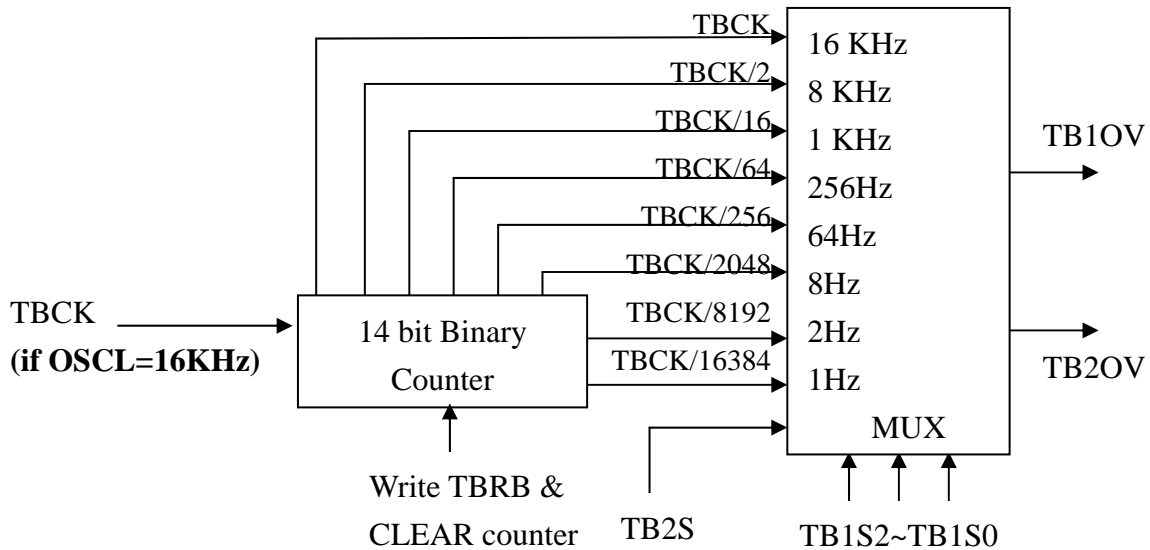 TBCK
16 KHz
TBCK/2
8 KHz
TBCK/16
1 KHz
TB1OV
TBCK/64
256Hz
TBCK/256
64Hz
TBCK/2048
8Hz
TBCK
(if OSCL=16KHz)
14 bit Binary
Counter
TBCK/8192
2Hz
TBCK/16384
1Hz
TB2OV
MUX
Write TBRB &
CLEAR counter
TB2S
TB1S2~TB1S0